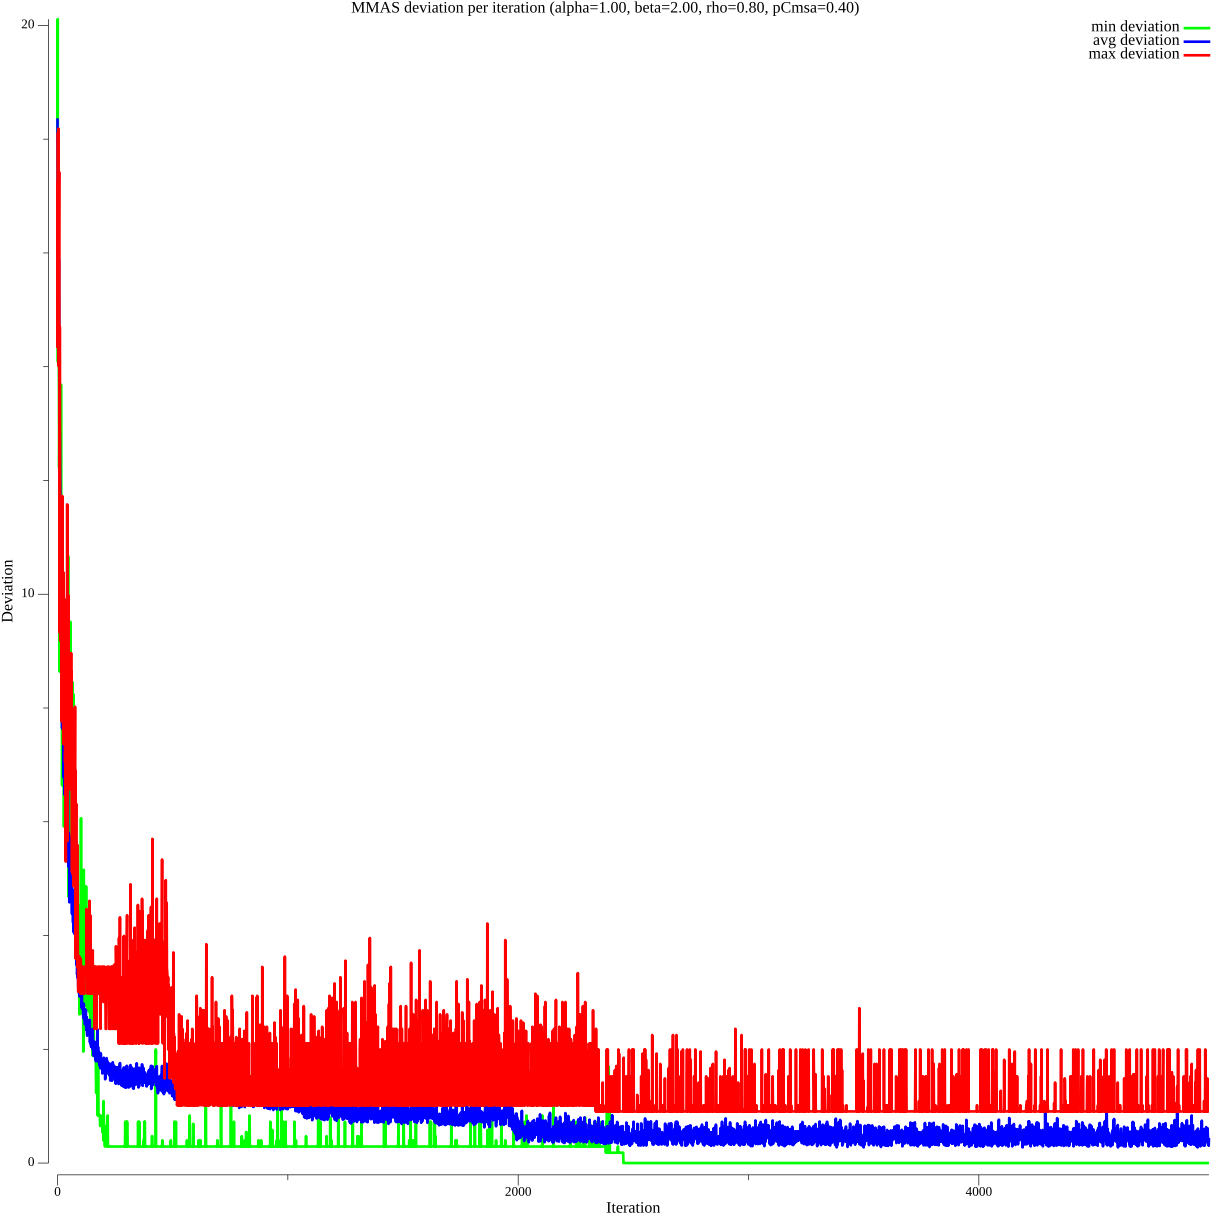 MMAS deviation per iteration (alpha=1.00, beta=2.00, rho=0.80, pCmsa=0.40)
min deviation
avg deviation
max deviation
20
10
0
Deviation
0
2000
4000
Iteration